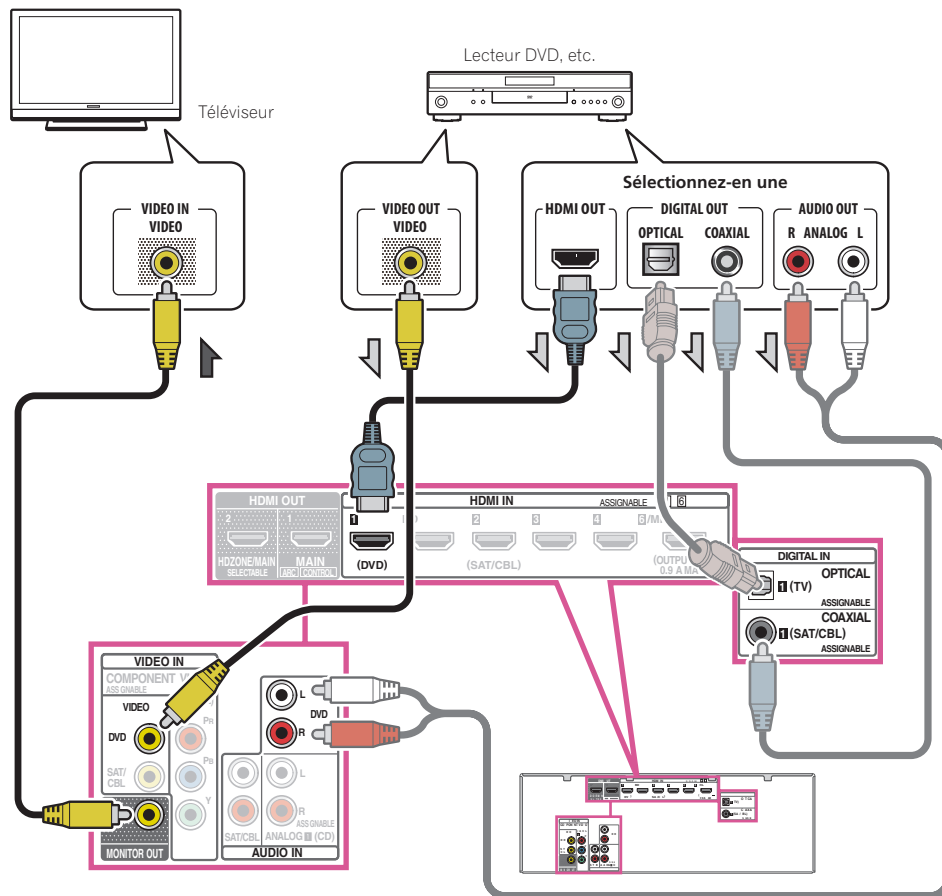 Lecteur DVD, etc.
Téléviseur
Sélectionnez-en une
VIDEO IN
VIDEO
VIDEO OUT
VIDEO
HDMI OUT
DIGITAL OUT
OPTICAL COAXIAL
AUDIO OUT
R ANALOG L
HDMI OUT
2
1
HDZONE/MAIN
SELECTABLE
MAIN
ARC CONTROL
HDMI IN
ASSIGNABLE 6
1
2
3
4
6
(DVD)
(SAT/CBL)
0.9 A
DIGITAL IN
OPTICAL
1 (TV)
ASSIGNABLE
COAXIAL
1 (SAT/CBL)
ASSIGNABLE
VIDEO IN
COMPONENT
VIDEO
DVD
SAT/
CBL
PR
PB
Y
MONITOR OUT
L
DVD
R
L
R
ASSIGNABLE
SAT/CBL
ANALOG 1 (CD)
AUDIO IN